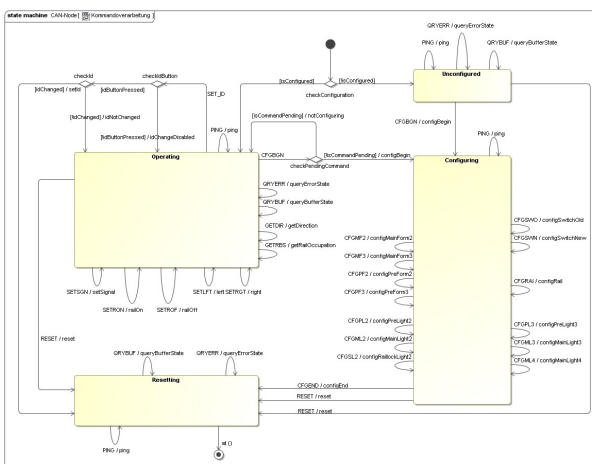 state machine CAN-Node [ Kommandoverarbeitung ]
QRYERR / queryErrorState
PING / ping
QRYBUF / queryBufferState
checkId
checkIdButton
[isConfigured]
[!isConfigured]
Unconfigured
[idChanged] / setId
[idButtonPressed]
checkConfiguration
SET_ID
[!idChanged] / idNotChanged
[isCommandPending] / notConfiguring
CFGBGN / configBegin
[!idButtonPressed] / idChangeDisabled
PING / ping
PING / ping
Operating
CFGBGN
[!isCommandPending] / configBegin
Configuring
checkPendingCommand
QRYERR / queryErrorState
QRYBUF / queryBufferState
GETDIR / getDirection
GETRBS / getRailOccupation
CFGSWO / configSwitchOld
CFGMF2 / configMainForm2
CFGSWN / configSwitchNew
CFGMF3 / configMainForm3
CFGPF2 / configPreForm2
CFGRAI / configRail
CFGPF3 / configPreForm3
SETSGN / setSignal
SETLFT / left
SETRGT / right
SETRON / railOn
SETROF / railOff
CFGPL2 / configPreLight2
CFGPL3 / configPreLight3
RESET / reset
CFGML2 / configMainLight2
CFGML3 / configMainLight3
CFGSL2 / configRaillockLight2
CFGML4 / configMainLight4
QRYBUF / queryBufferState
QRYERR / queryErrorState
Resetting
CFGEND / configEnd
RESET / reset
RESET / reset
PING / ping